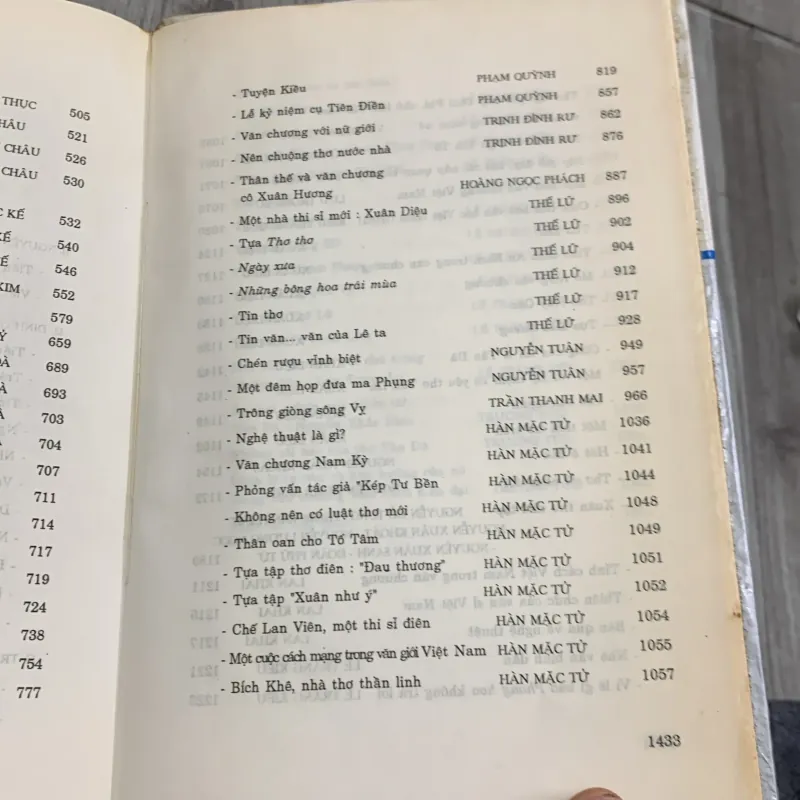 THỤC 505
521
CHÂU 526
CHÂU 530
KẾ 532
540
546
KIM 552
579
659
689
693
703
704
707
711
714
717
719
724
738
754
777
- Tuyện Kiều PHẠM QUỲNH 819
- Lễ kỷ niệm cụ Tiên Điền PHẠM QUỲNH 857
- Văn chương với nữ giới TRỊNH ĐÌNH RƯ 862
- Nên chuộng thơ nước nhà TRỊNH ĐÌNH RƯ 876
- Thân thế và văn chương
cô Xuân Hương HOÀNG NGỌC PHÁCH 887
- Một nhà thi sĩ mới : Xuân Diệu THẾ LỮ 896
- Tựa Thơ thơ THẾ LỮ 902
- Ngày xưa THẾ LỮ 904
- Những bông hoa trái mùa THẾ LỮ 912
- Tin thơ THẾ LỮ 917
- Tin văn... vắn của Lê ta THẾ LỮ 928
- Chén rượu vĩnh biệt NGUYỄN TUÂN 949
- Một đêm họp đưa ma Phụng NGUYỄN TUÂN 957
- Trông giòng sông Vỵ TRẦN THANH MẠI 966
- Nghệ thuật là gì? HÀN MẶC TỬ 1036
- Văn chương Nam Kỳ HÀN MẶC TỬ 1041
- Phỏng vấn tác giả "Kép Tư Bền HÀN MẶC TỬ 1044
- Không nên có luật thơ mới HÀN MẶC TỬ 1048
- Thân oan cho Tố Tâm HÀN MẶC TỬ 1049
- Tựa tập thơ điên : "Đau thương" HÀN MẶC TỬ 1051
- Tựa tập "Xuân như ý" HÀN MẶC TỬ 1052
- Chế Lan Viên, một thi sĩ điên HÀN MẶC TỬ 1054
- Một cuộc cách mạng trong văn giới Việt Nam HÀN MẶC TỬ 1055
- Bích Khê, nhà thơ thần linh HÀN MẶC TỬ 1057
1433